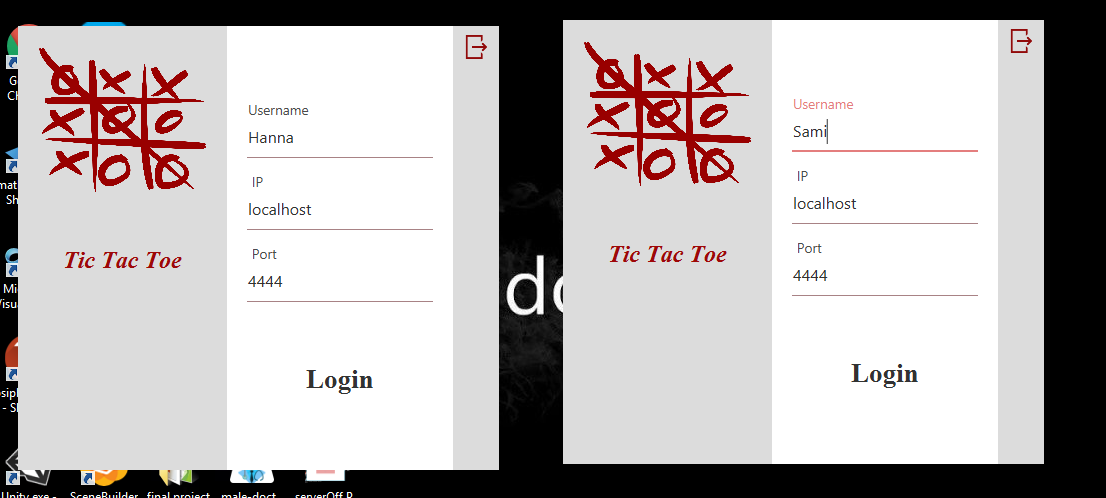 Username
Hanna
IP
localhost
Port
4444
Tic Tac Toe
Login
Username
Sami
IP
localhost
Port
4444
Tic Tac Toe
Login
Unity.exe -
SceneBuilder
final project
male-doct
serverOff.R